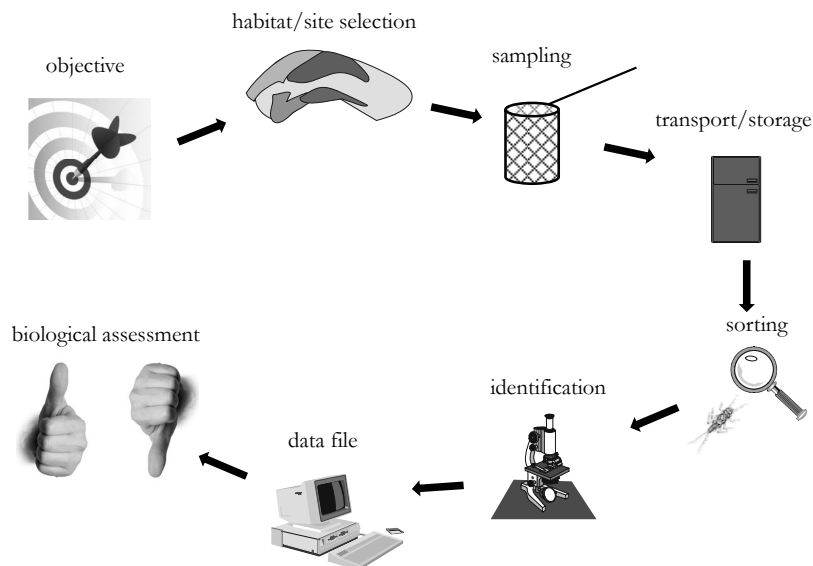 objective
habitat/site selection
sampling
transport/storage
sorting
identification
data file
biological assessment